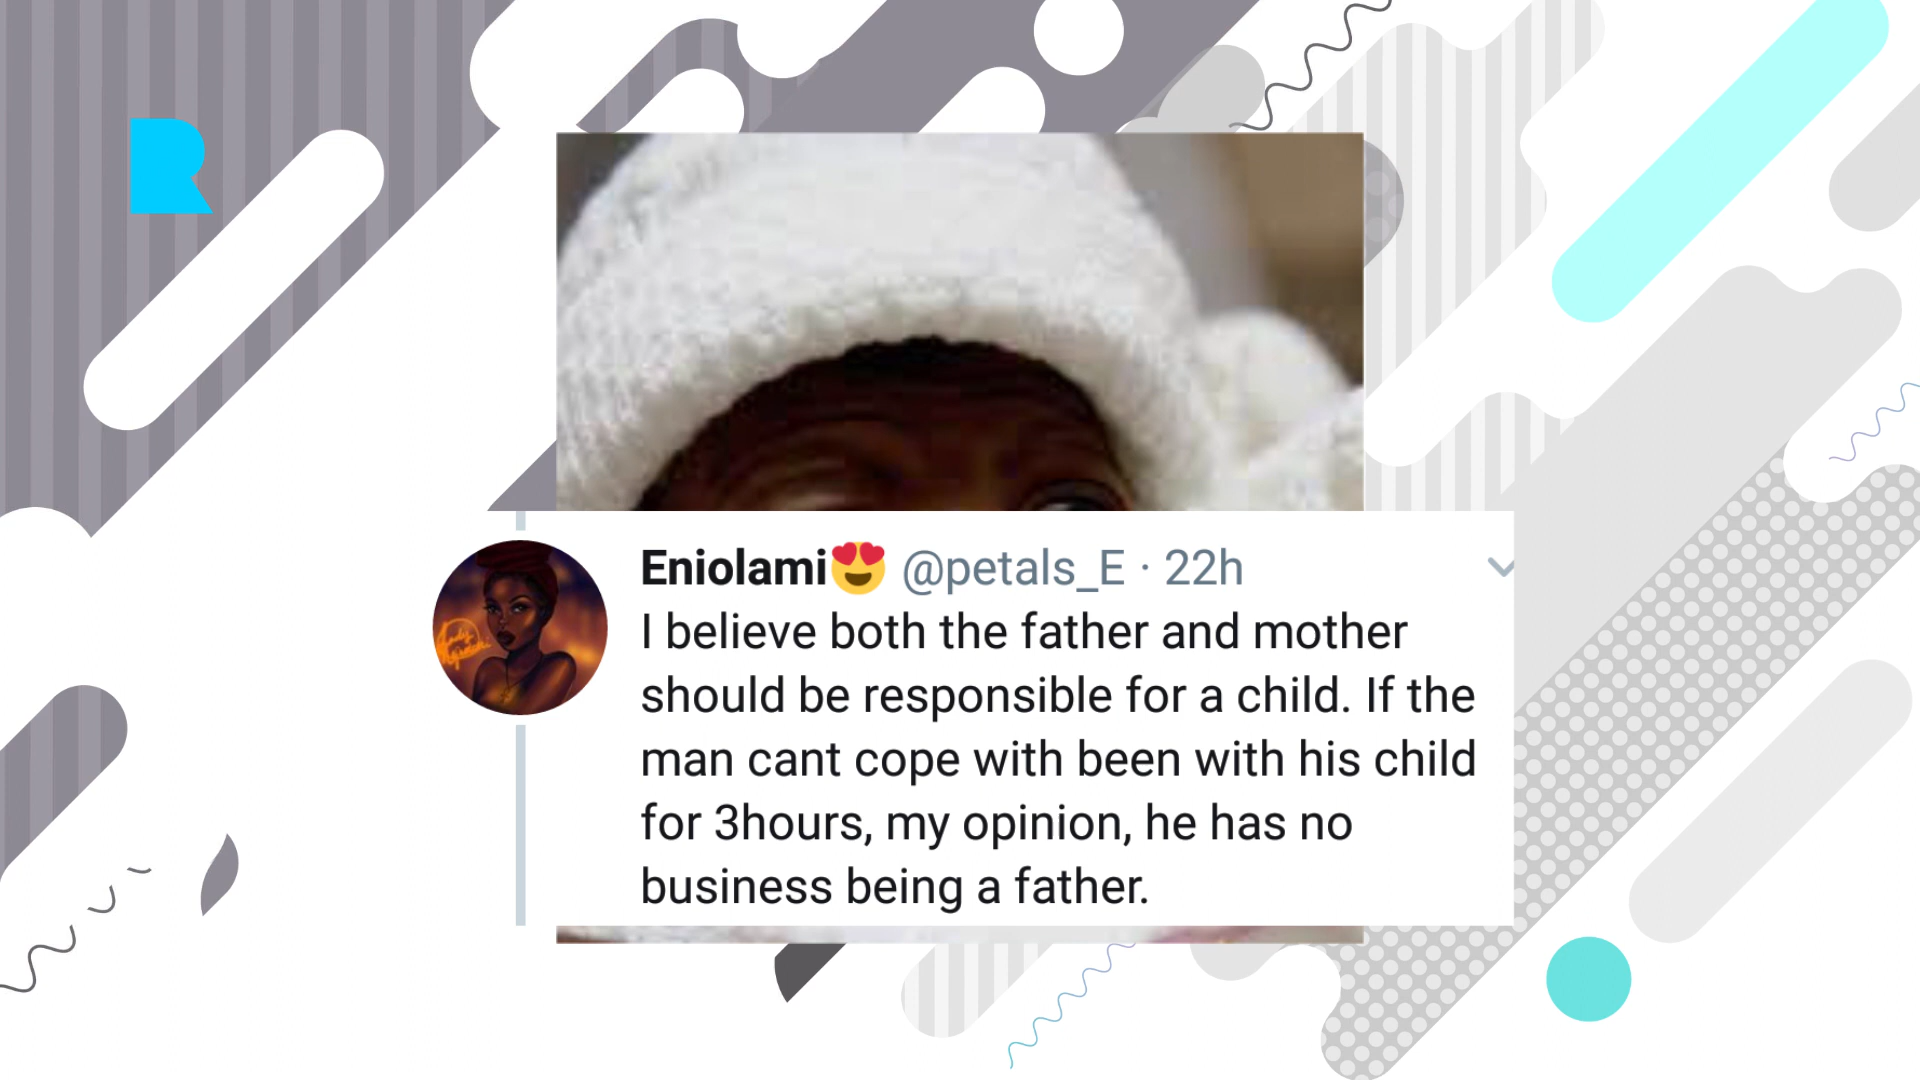 R
Eniolami😍 @petals_E · 22h
I believe both the father and mother
should be responsible for a child. If the
man cant cope with been with his child
for 3hours, my opinion, he has no
business being a father.